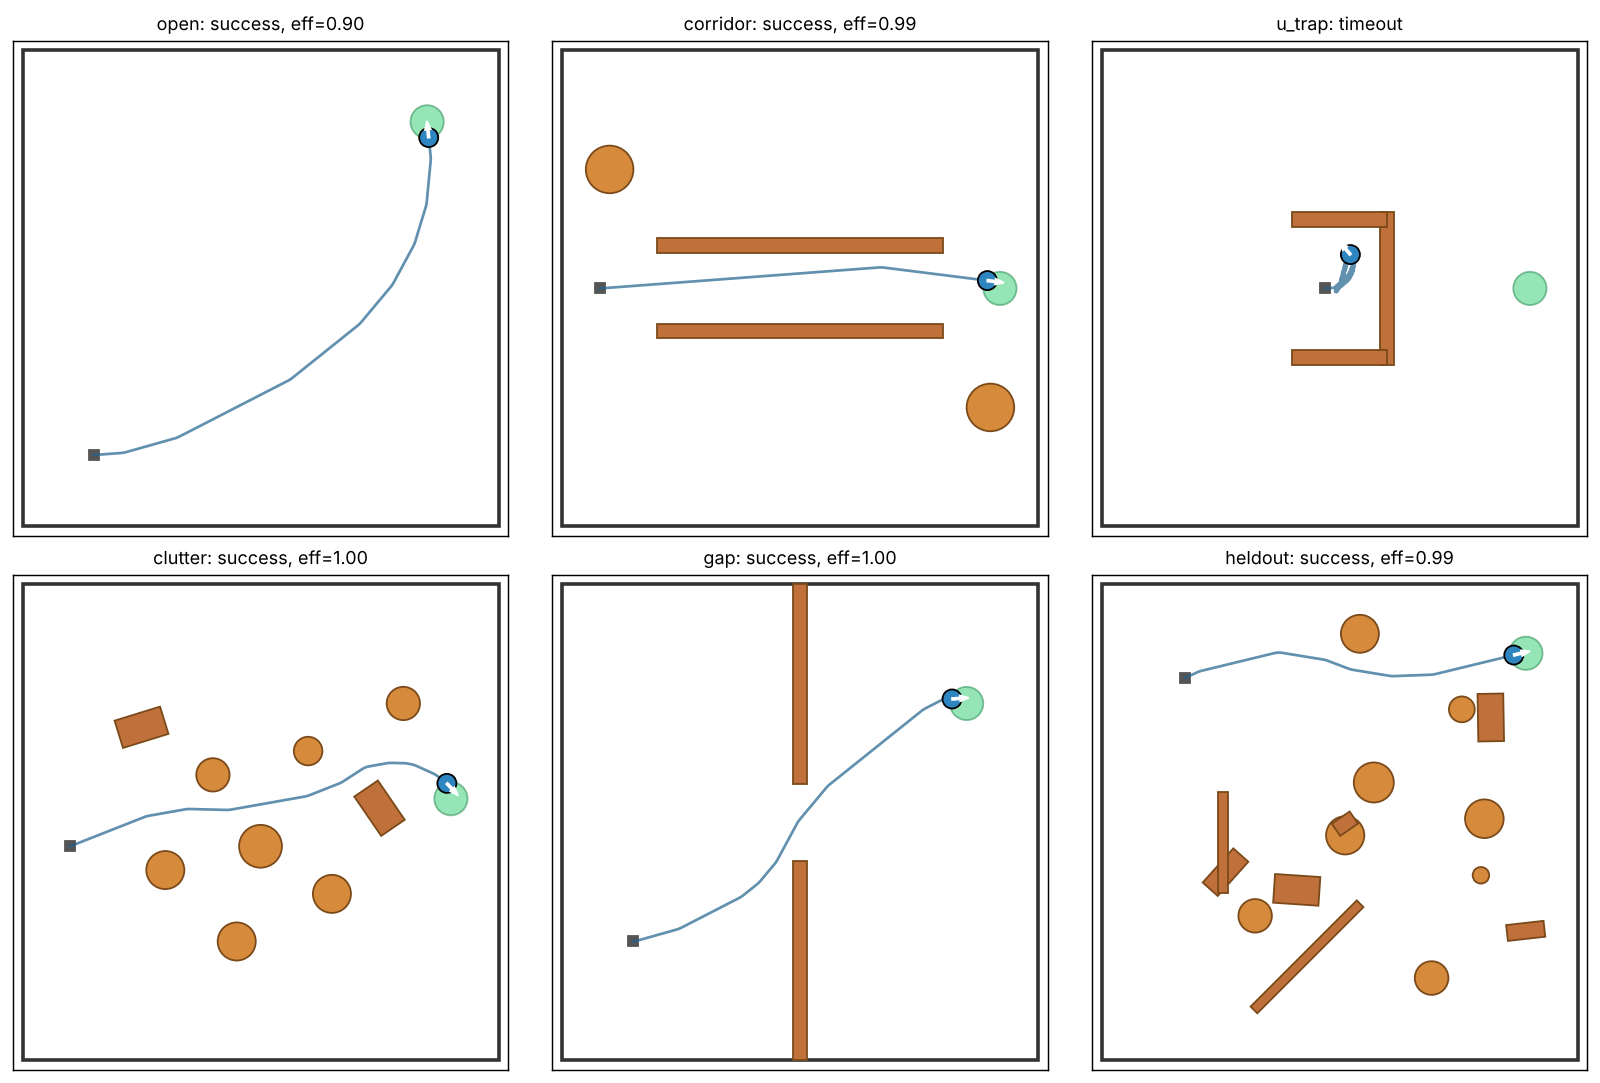 open: success, eff=0.90
corridor: success, eff=0.99
u_trap: timeout
clutter: success, eff=1.00
gap: success, eff=1.00
heldout: success, eff=0.99